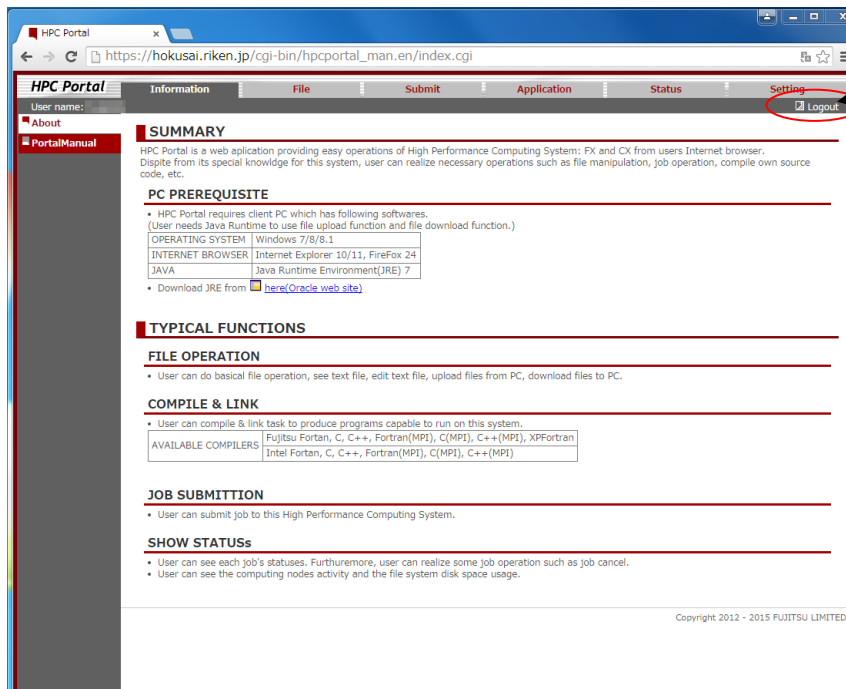 HPC Portal
https://hokusai.riken.jp/cgi-bin/hpcportal_man.en/index.cgi
HPC Portal Information File Submit Application Status Setting
User name: Logout
About
PortalManual
SUMMARY
HPC Portal is a web aplication providing easy operations of High Performance Computing System: FX and CX from users Internet browser.
Dispite from its special knowldge for this system, user can realize necessary operations such as file manipulation, job operation, compile own source
code, etc.
PC PREREQUISITE
• HPC Portal requires client PC which has following softwares.
(User needs Java Runtime to use file upload function and file download function.)
OPERATING SYSTEM Windows 7/8/8.1
INTERNET BROWSER Internet Explorer 10/11, FireFox 24
JAVA Java Runtime Environment(JRE) 7
• Download JRE from here(Oracle web site)
TYPICAL FUNCTIONS
FILE OPERATION
• User can do basical file operation, see text file, edit text file, upload files from PC, download files to PC.
COMPILE & LINK
• User can compile & link task to produce programs capable to run on this system.
AVAILABLE COMPILERS
Fujitsu Fortan, C, C++, Fortran(MPI), C(MPI), C++(MPI), XPFortran
Intel Fortan, C, C++, Fortran(MPI), C(MPI), C++(MPI)
JOB SUBMITTION
• User can submit job to this High Performance Computing System.
SHOW STATUSs
• User can see each job's statuses. Furthuremore, user can realize some job operation such as job cancel.
• User can see the computing nodes activity and the file system disk space usage.
Copyright 2012 - 2015 FUJITSU LIMITED